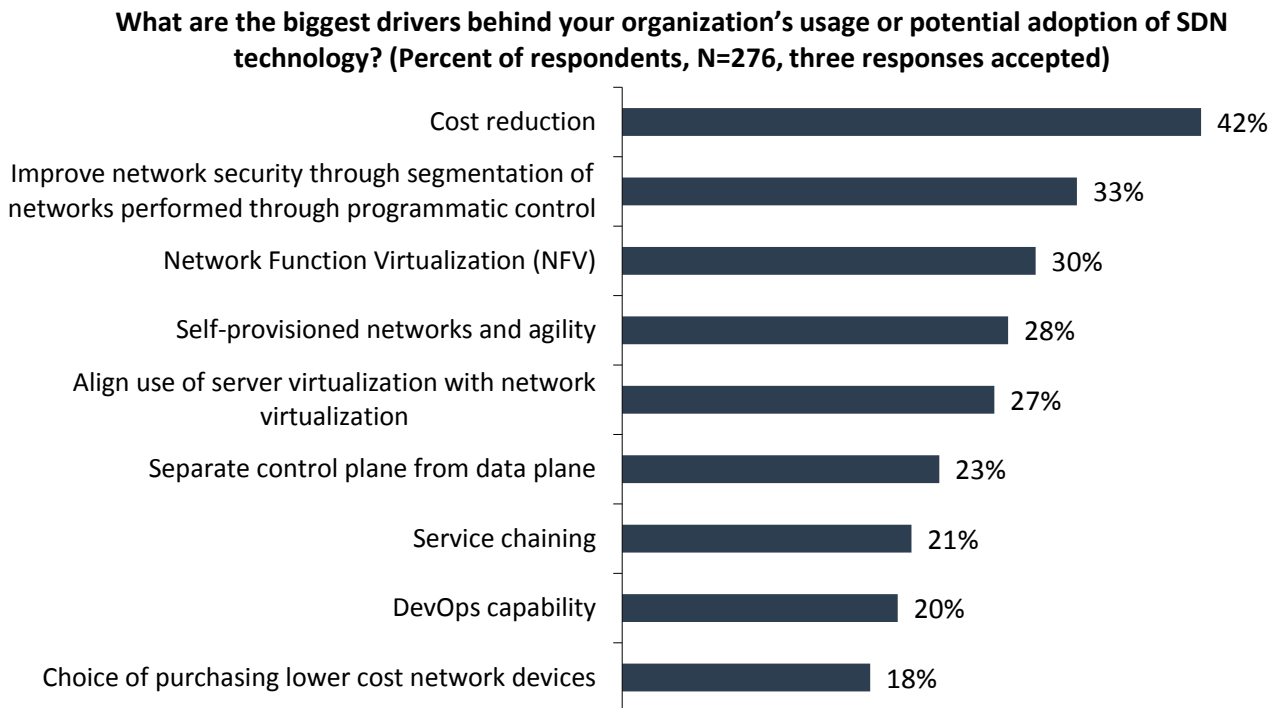 What are the biggest drivers behind your organization’s usage or potential adoption of SDN
technology? (Percent of respondents, N=276, three responses accepted)
Cost reduction 42%
Improve network security through segmentation of
networks performed through programmatic control 33%
Network Function Virtualization (NFV) 30%
Self-provisioned networks and agility 28%
Align use of server virtualization with network
virtualization 27%
Separate control plane from data plane 23%
Service chaining 21%
DevOps capability 20%
Choice of purchasing lower cost network devices 18%